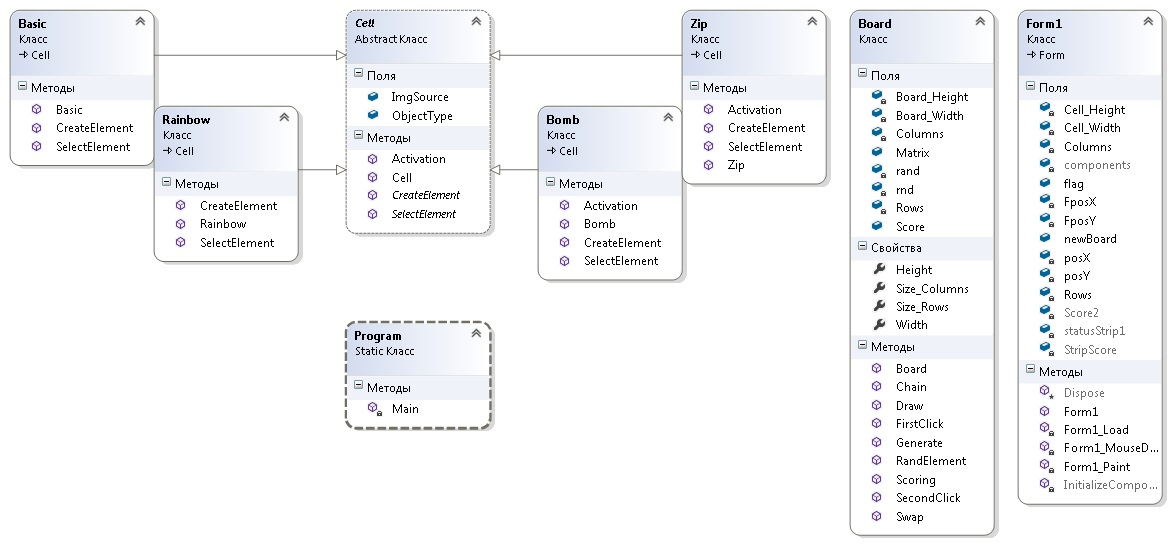 Basic
Класс
Cell
Методы
Basic
CreateElement
SelectElement
Rainbow
Класс
Cell
Методы
CreateElement
Rainbow
SelectElement
Cell
Abstract Класс
Поля
ImgSource
ObjectType
Методы
Activation
Cell
CreateElement
SelectElement
Program
Static Класс
Методы
Main
Bomb
Класс
Cell
Методы
Activation
Bomb
CreateElement
SelectElement
Zip
Класс
Cell
Методы
Activation
CreateElement
SelectElement
Zip
Board
Класс
Поля
Board_Height
Board_Width
Columns
Matrix
rand
rnd
Rows
Score
Свойства
Height
Size_Columns
Size_Rows
Width
Методы
Board
Chain
Draw
FirstClick
Generate
RandElement
Scoring
SecondClick
Swap
Form1
Класс
Form
Поля
Cell_Height
Cell_Width
Columns
components
flag
FposX
FposY
newBoard
posX
posY
Rows
Score2
statusStrip1
StripScore
Методы
Dispose
Form1
Form1_Load
Form1_MouseD...
Form1_Paint
InitializeCompo...